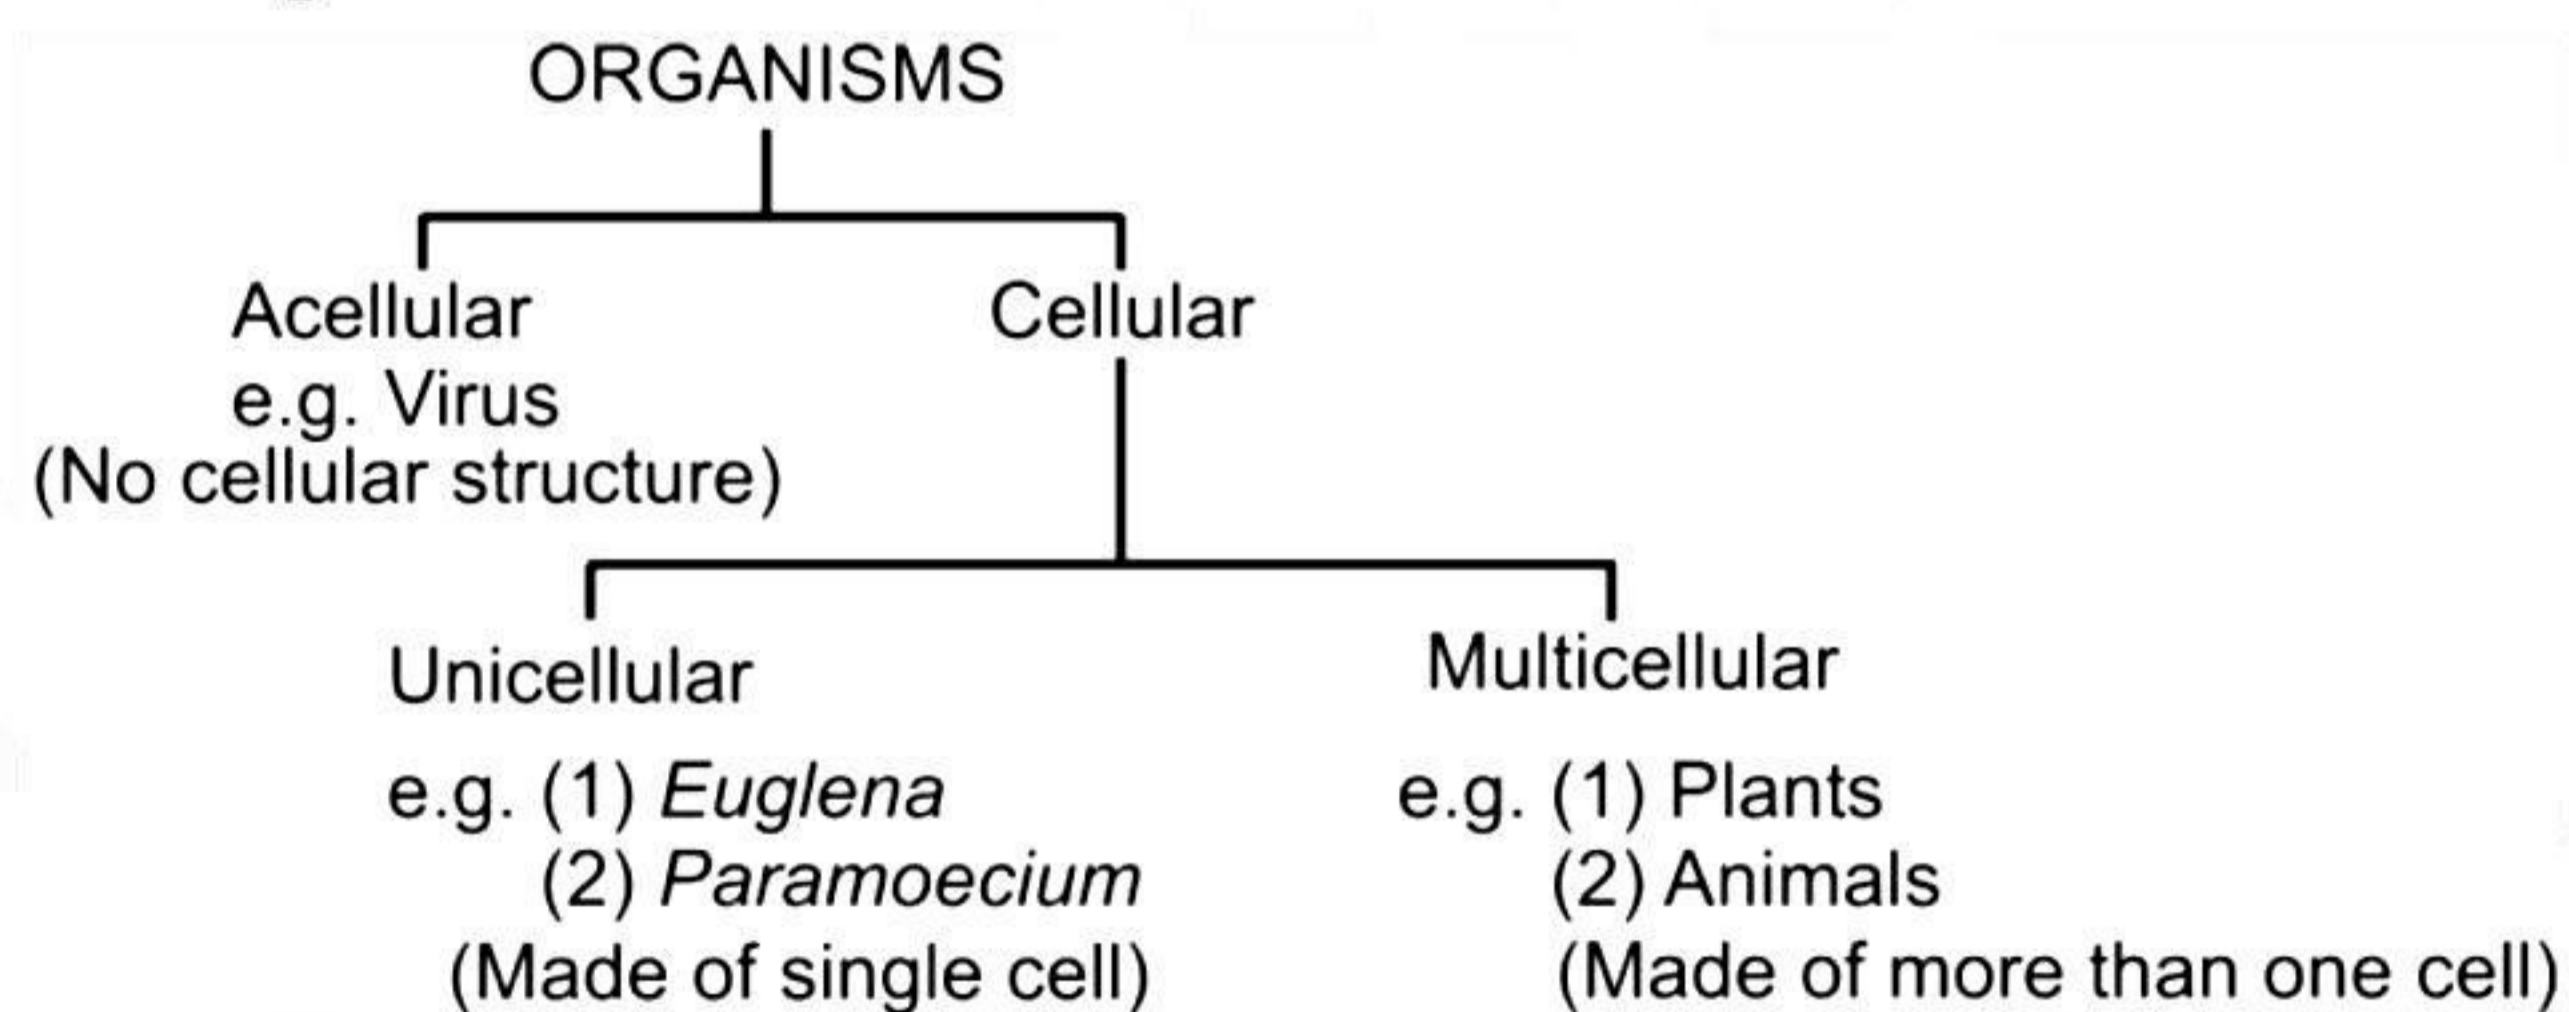 ORGANISMS
Acellular
e.g. Virus
(No cellular structure)
Cellular
Unicellular
e.g. (1) Euglena
(2) Paramoecium
(Made of single cell)
Multicellular
e.g. (1) Plants
(2) Animals
(Made of more than one cell)